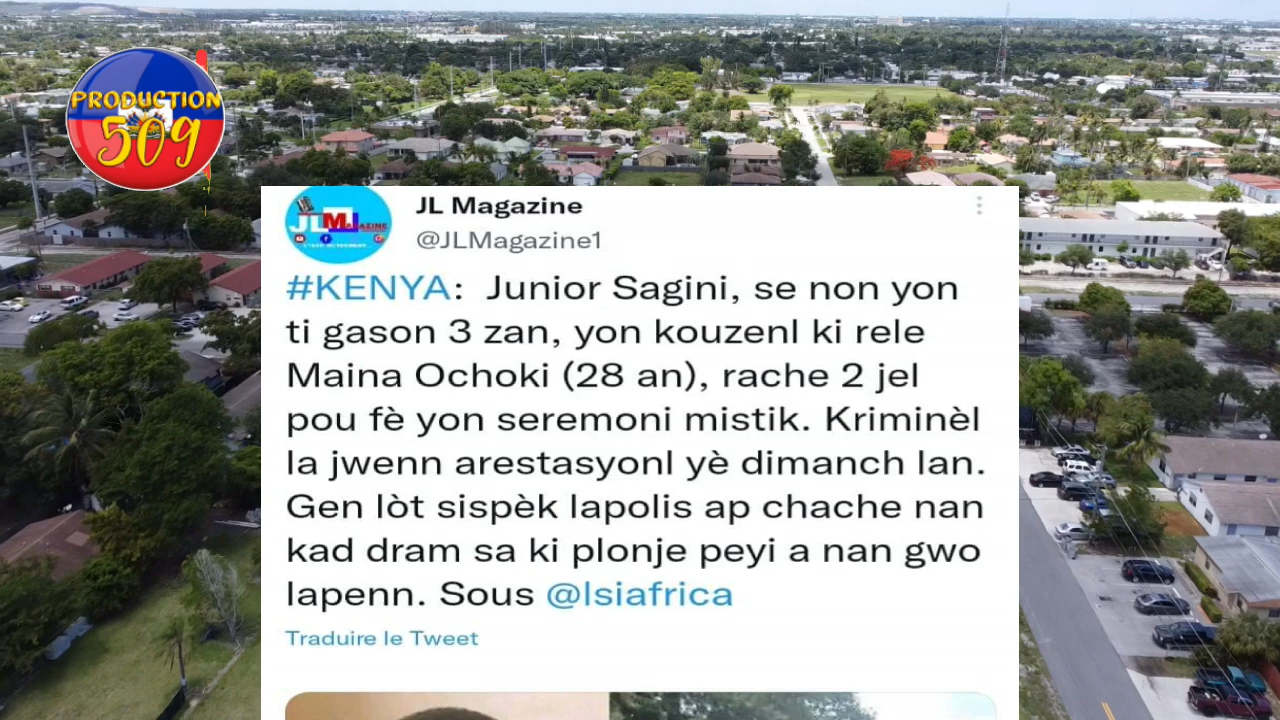 PRODUCTION
509
JLMagazine
JL Magazine
@JLMagazine1
#KENYA: Junior Sagini, se non yon
ti gason 3 zan, yon kouzenl ki rele
Maina Ochoki (28 an), rache 2 jel
pou fè yon seremoni mistik. Kriminèl
la jwenn arestasyonl yè dimanch lan.
Gen lòt sispèk lapolis ap chache nan
kad dram sa ki plonje peyi a nan gwo
lapenn. Sous @lsiafrica
Traduire le Tweet